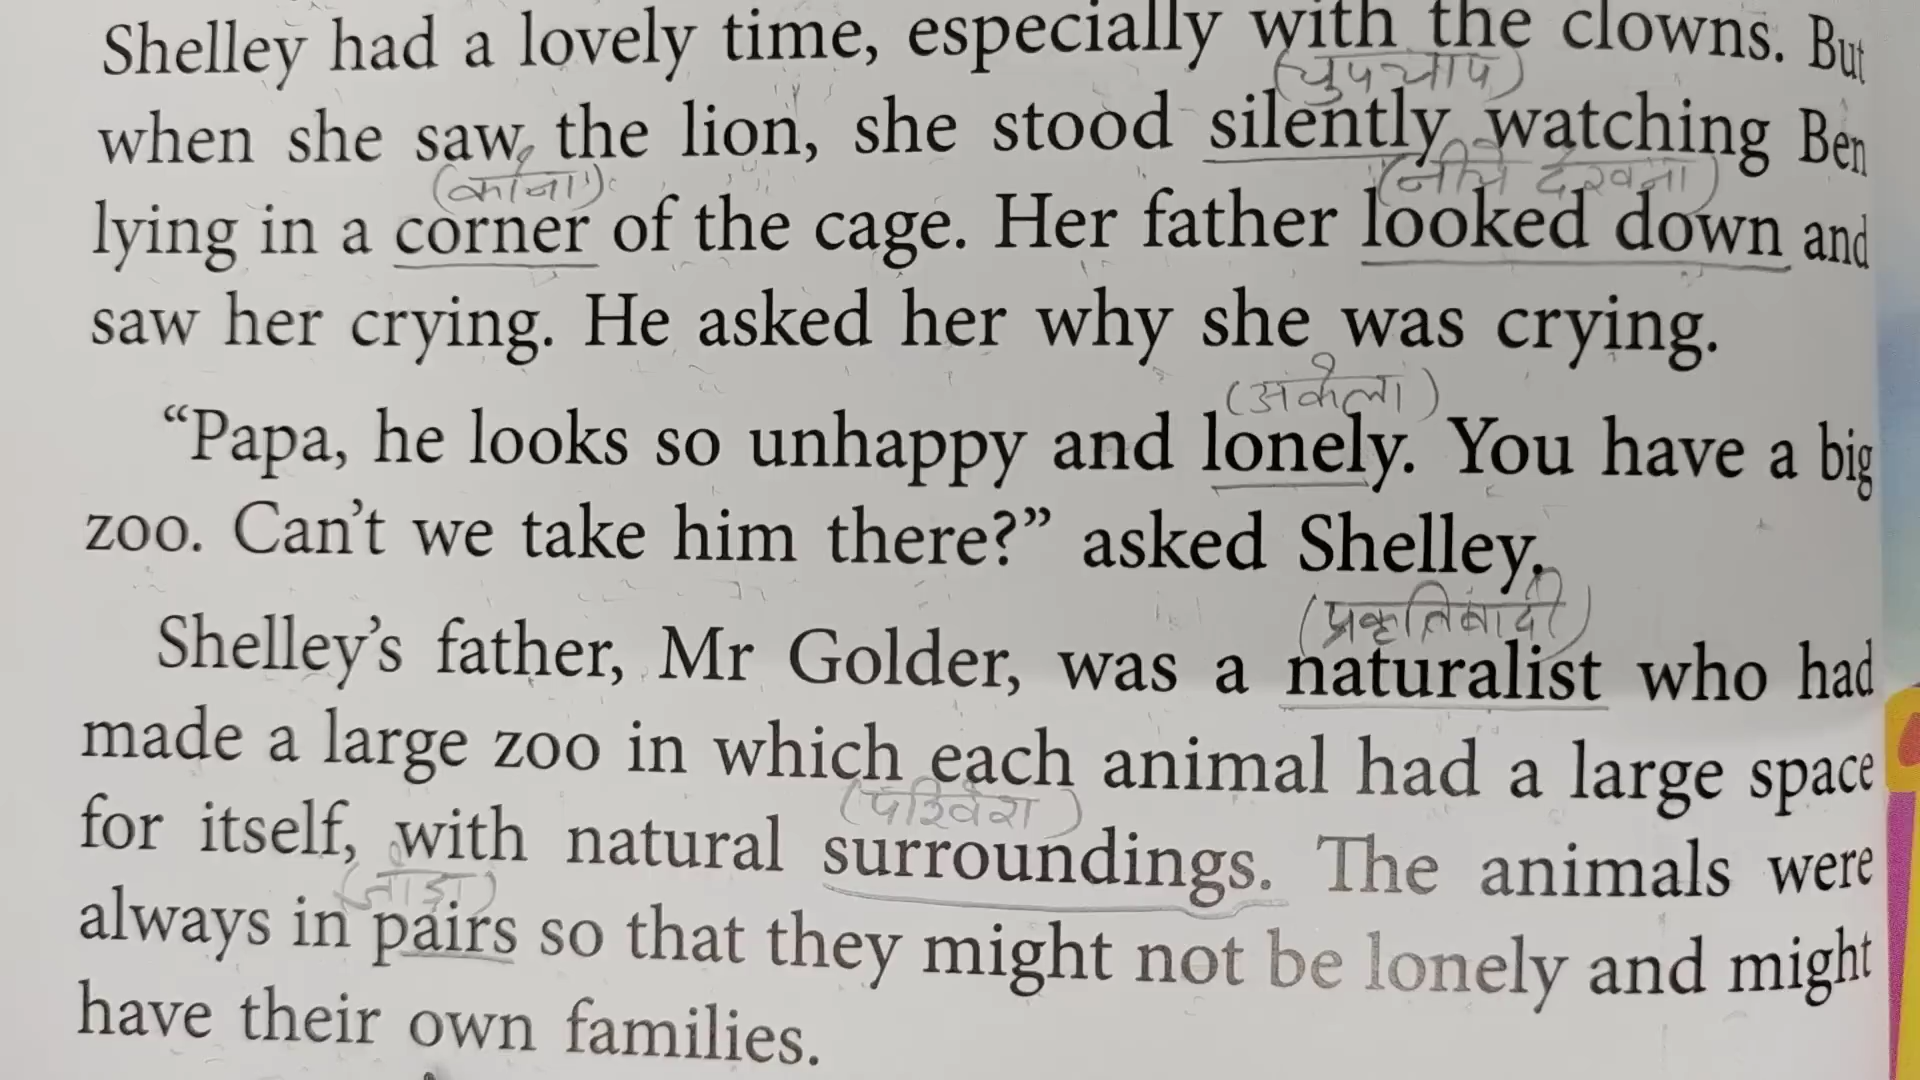 Shelley had a lovely time, especially with the clowns. But
(चुपचाप)
when she saw the lion, she stood silently watching Ben
(कोना) (नीचे देखना)
lying in a corner of the cage. Her father looked down and
saw her crying. He asked her why she was crying.
(अकेला)
“Papa, he looks so unhappy and lonely. You have a big
zoo. Can’t we take him there?” asked Shelley.
(प्रकृतिवादी)
Shelley’s father, Mr Golder, was a naturalist who had
made a large zoo in which each animal had a large space
(परिवेश)
for itself, with natural surroundings. The animals were
(जोड़ा)
always in pairs so that they might not be lonely and might
have their own families.